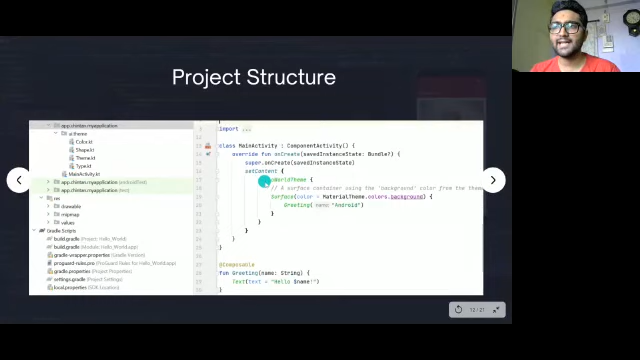 Project Structure
app.chintan.myapplication
ui.theme
Color.kt
Shape.kt
Theme.kt
Type.kt
MainActivity.kt
app.chintan.myapplication (androidTest)
app.chintan.myapplication (test)
res
drawable
mipmap
values
Gradle Scripts
build.gradle (Project: Hello_World)
build.gradle (Module: Hello_World.app)
gradle-wrapper.properties (Gradle Version)
proguard-rules.pro (ProGuard Rules for Hello_World.app)
gradle.properties (Project Properties)
settings.gradle (Project Settings)
local.properties (SDK Location)
import ...
class MainActivity : ComponentActivity() {
override fun onCreate(savedInstanceState: Bundle?) {
super.onCreate(savedInstanceState)
setContent {
WorldTheme {
// A surface container using the 'background' color from the theme
Surface(color = MaterialTheme.colors.background) {
Greeting( name: "Android")
}
}
}
}
}
@Composable
fun Greeting(name: String) {
Text(text = "Hello $name!")
}
12 / 21